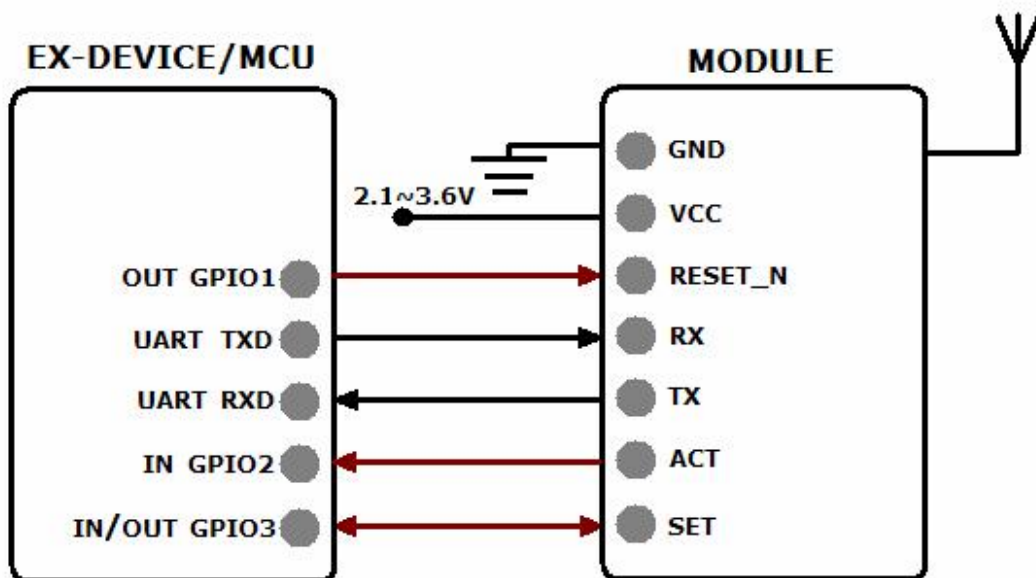 EX-DEVICE/MCU
MODULE
GND
2.1~3.6V
VCC
OUT GPIO1
RESET_N
UART TXD
RX
UART RXD
TX
IN GPIO2
ACT
IN/OUT GPIO3
SET